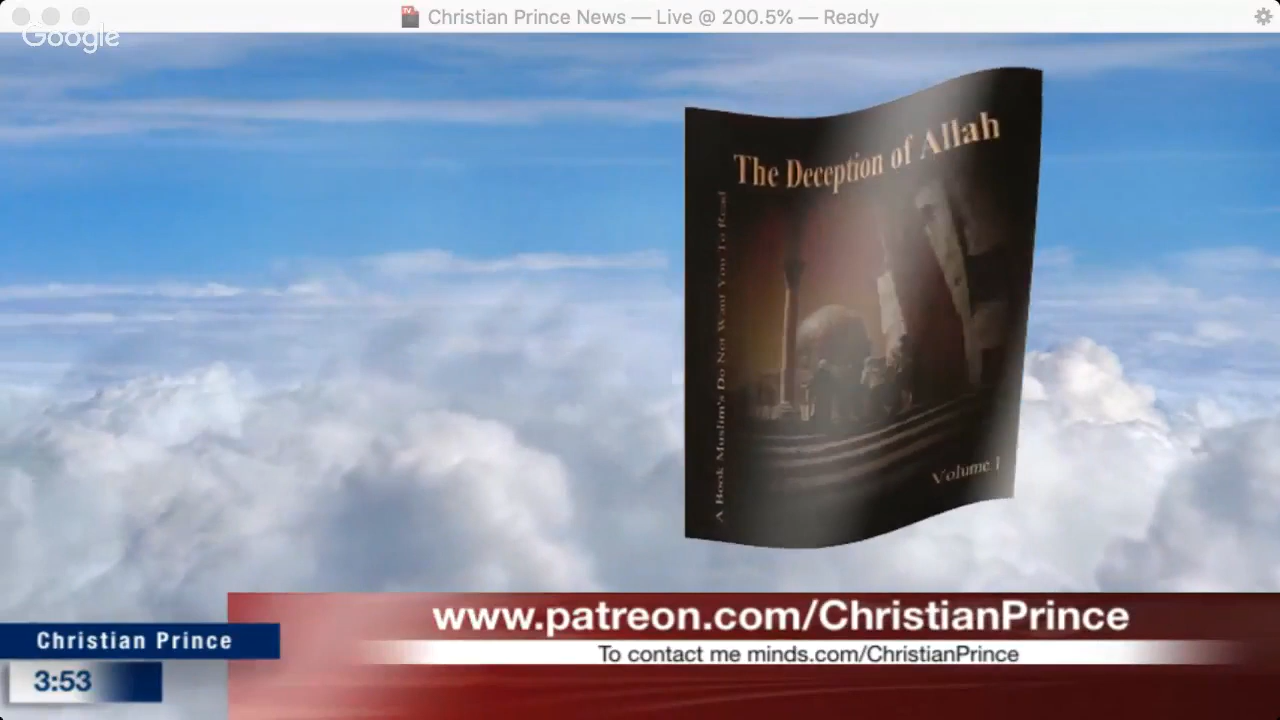 Christian Prince News — Live @ 200.5% — Ready
Google
The Deception of Allah
A Book Muslim's Do Not Want You To Read
Volume 1
www.patreon.com/ChristianPrince
To contact me minds.com/ChristianPrince
Christian Prince
3:53